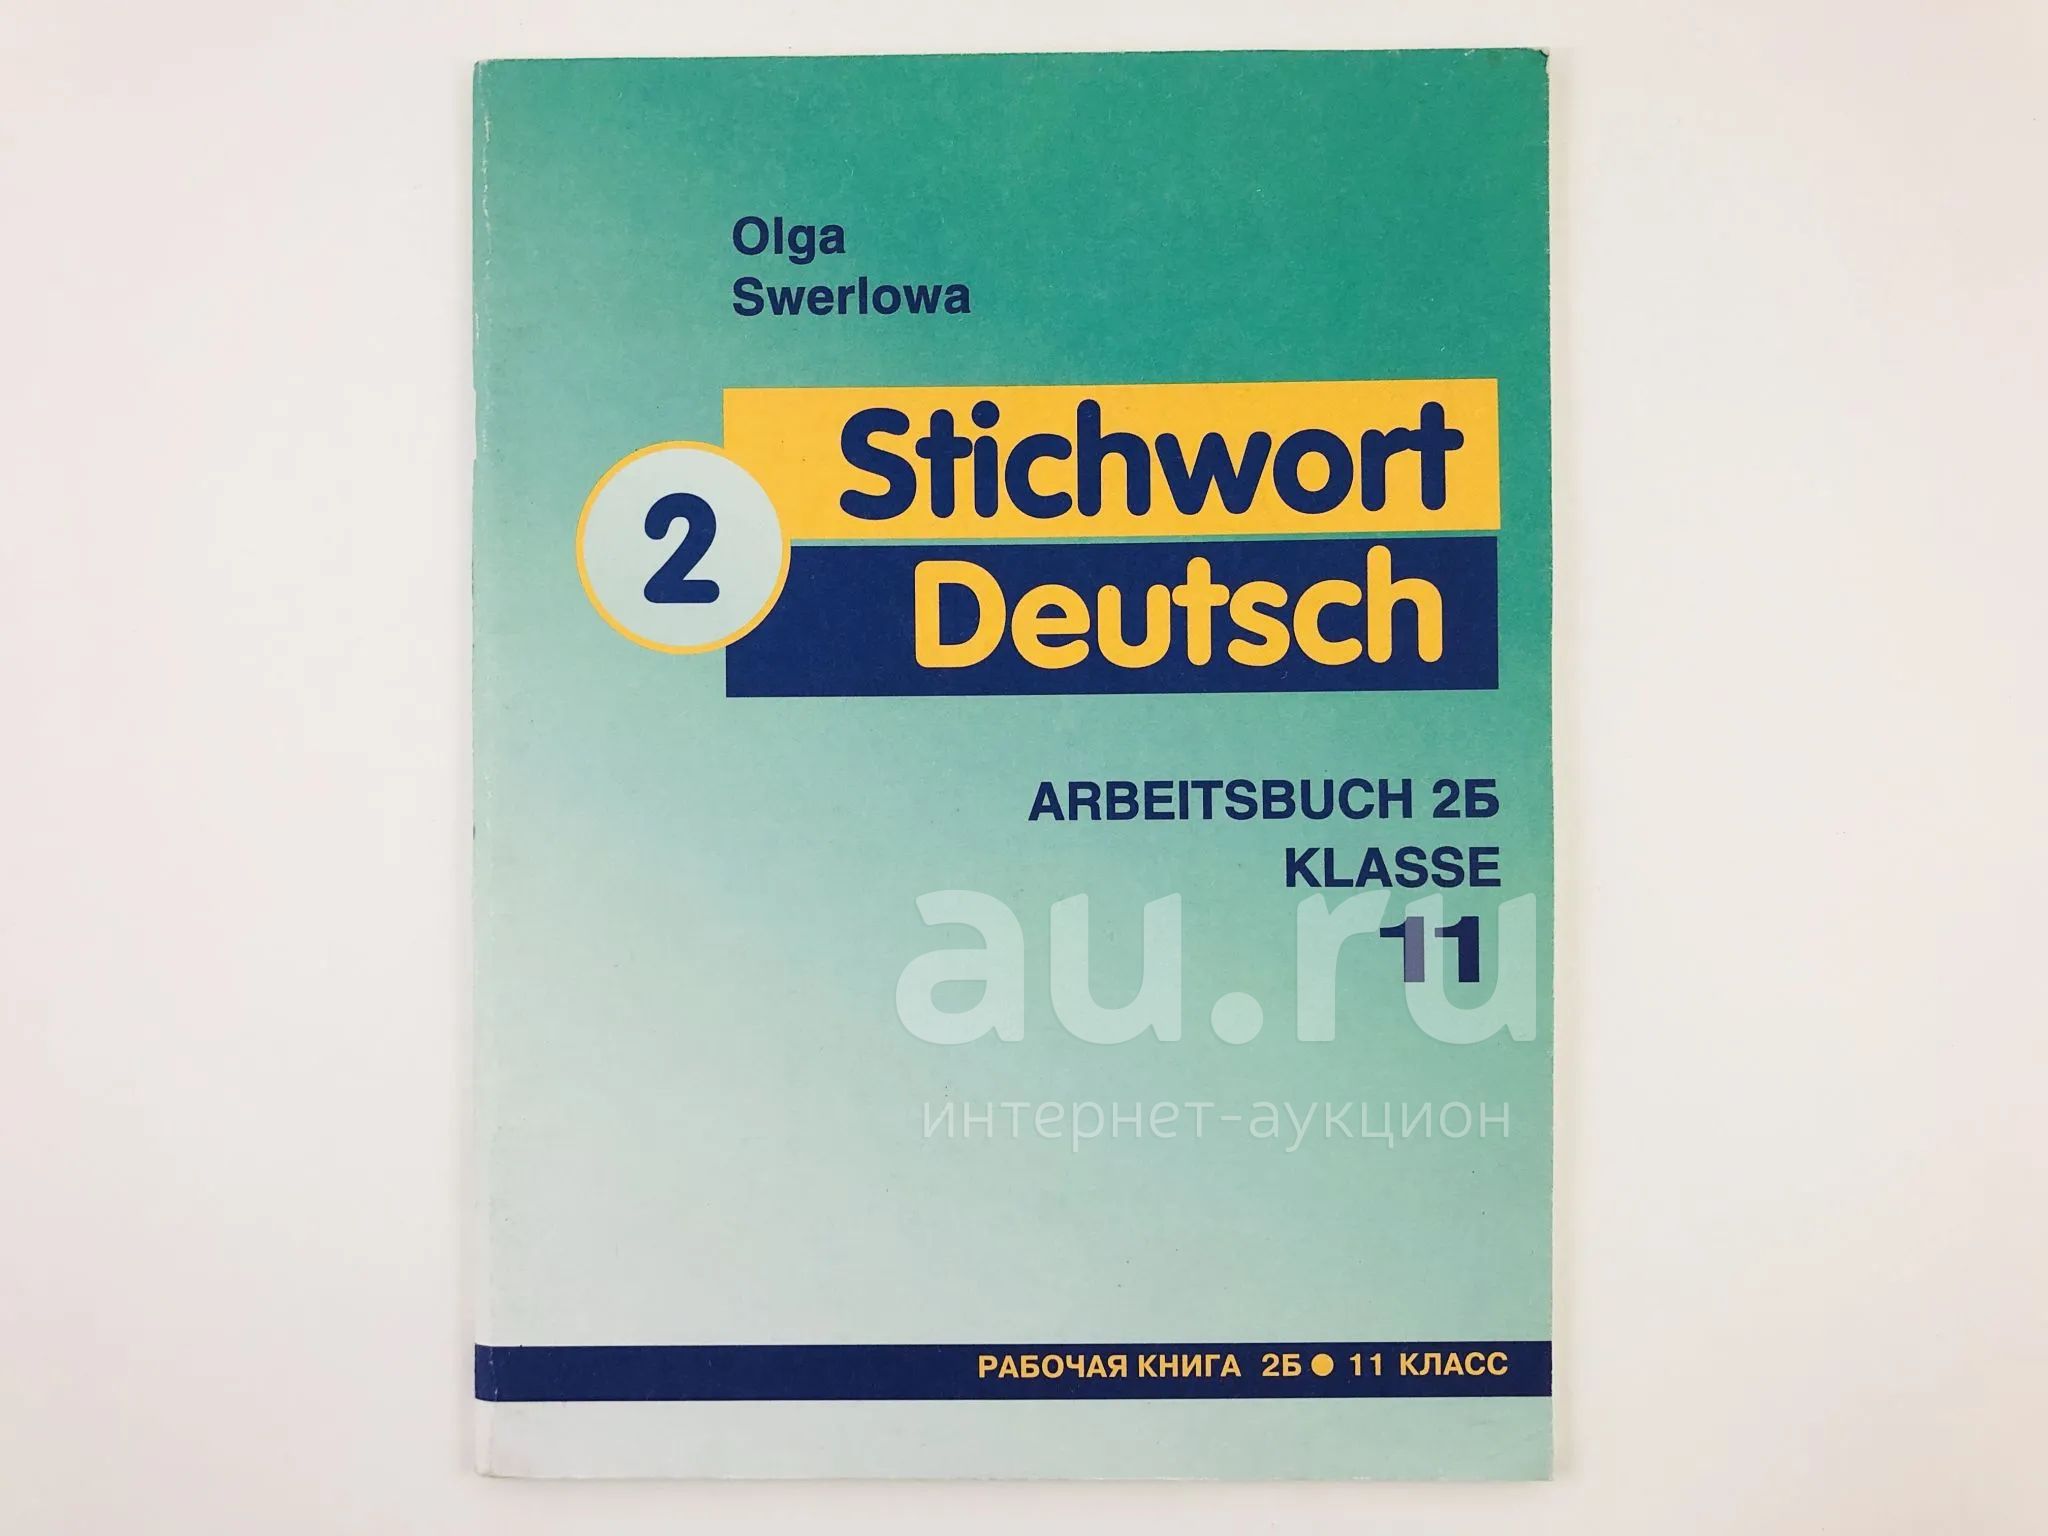 Olga
Swerlowa
Stichwort
2
Deutsch
ARBEITSBUCH 2Б
KLASSE
11
au.ru
интернет-аукцион
РАБОЧАЯ КНИГА 2Б ● 11 КЛАСС